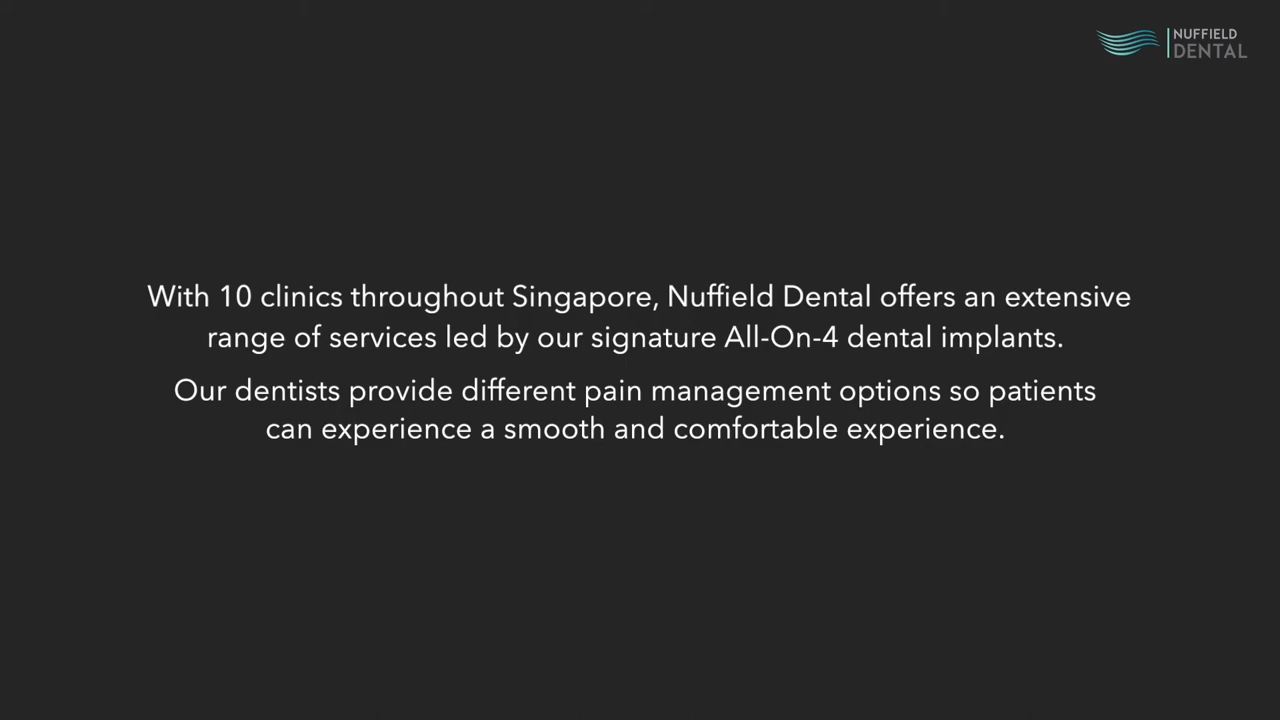 NUFFIELD
DENTAL
With 10 clinics throughout Singapore, Nuffield Dental offers an extensive
range of services led by our signature All-On-4 dental implants.
Our dentists provide different pain management options so patients
can experience a smooth and comfortable experience.